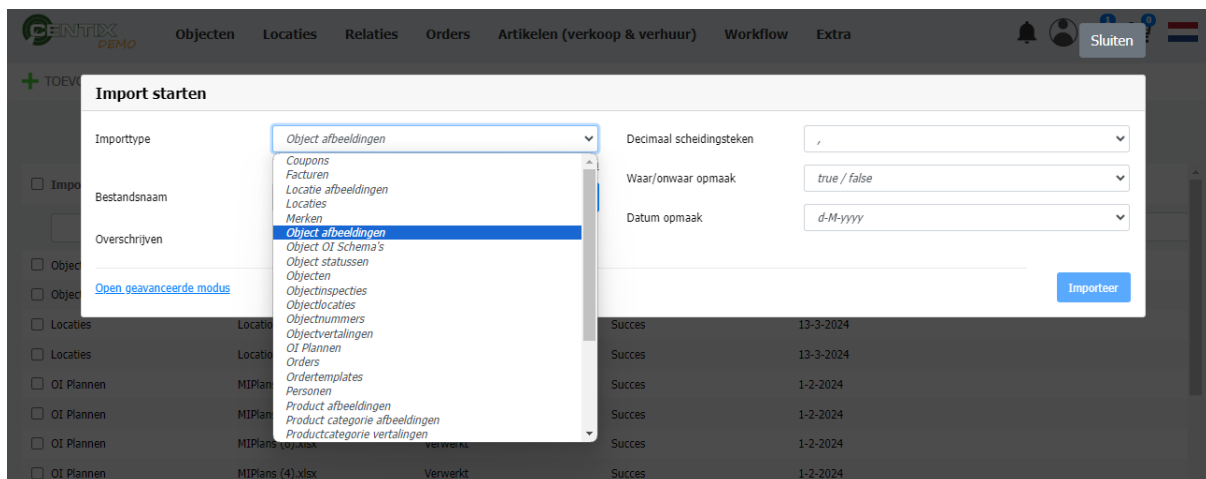 CENTIX
DEMO
Objecten Locaties Relaties Orders Artikelen (verkoop & verhuur) Workflow Extra
1 0
Sluiten
Import starten
Importtype
Object afbeeldingen
Decimaal scheidingsteken
,
Coupons
Facturen
Locatie afbeeldingen
Locaties
Merken
Object afbeeldingen
Object OI Schema's
Object statussen
Objecten
Objectinspecties
Objectlocaties
Objectnummers
Objectvertalingen
OI Plannen
Orders
Ordertemplates
Personen
Product afbeeldingen
Product categorie afbeeldingen
Productcategorie vertalingen
Waar/onwaar opmaak
true / false
Bestandsnaam
Datum opmaak
d-M-yyyy
Overschrijven
Open geavanceerde modus
Importeer
Locaties Succes 13-3-2024
Locaties Succes 13-3-2024
OI Plannen Succes 1-2-2024
OI Plannen Succes 1-2-2024
OI Plannen MIPlans (6).xlsx Verwerkt Succes 1-2-2024
OI Plannen MIPlans (4).xlsx Verwerkt Succes 1-2-2024